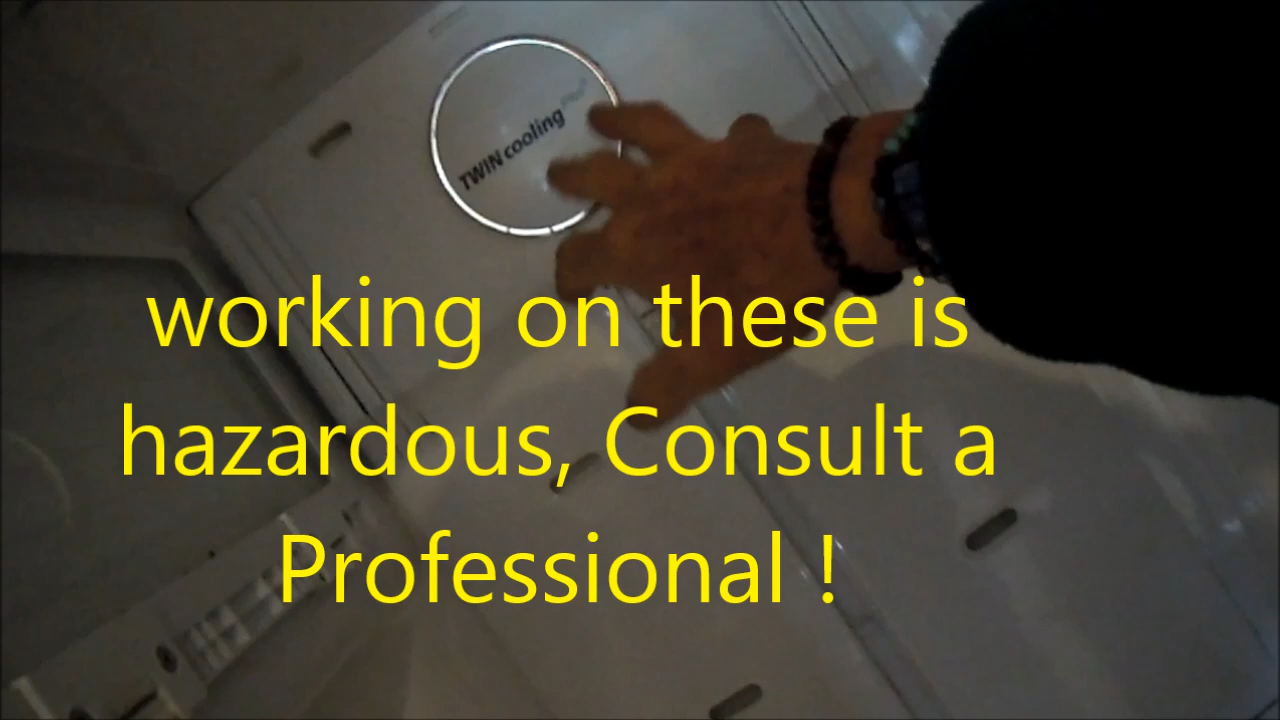 TWIN cooling
working on these is
hazardous, Consult a
Professional !